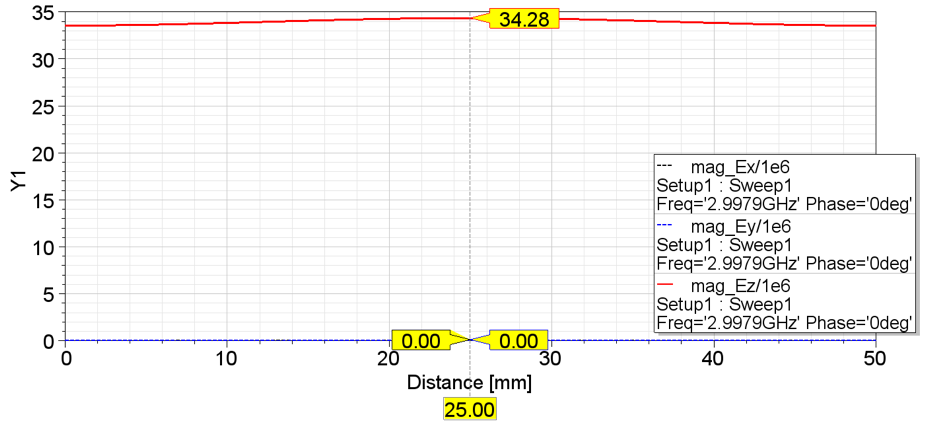 35
34.28
30
25
20
mag_Ex/1e6
Setup1 : Sweep1
Freq='2.9979GHz' Phase='0deg'
Y1
15
mag_Ey/1e6
Setup1 : Sweep1
Freq='2.9979GHz' Phase='0deg'
10
mag_Ez/1e6
Setup1 : Sweep1
Freq='2.9979GHz' Phase='0deg'
5
0
0.00
0.00
0
10
20
30
40
50
Distance [mm]
25.00